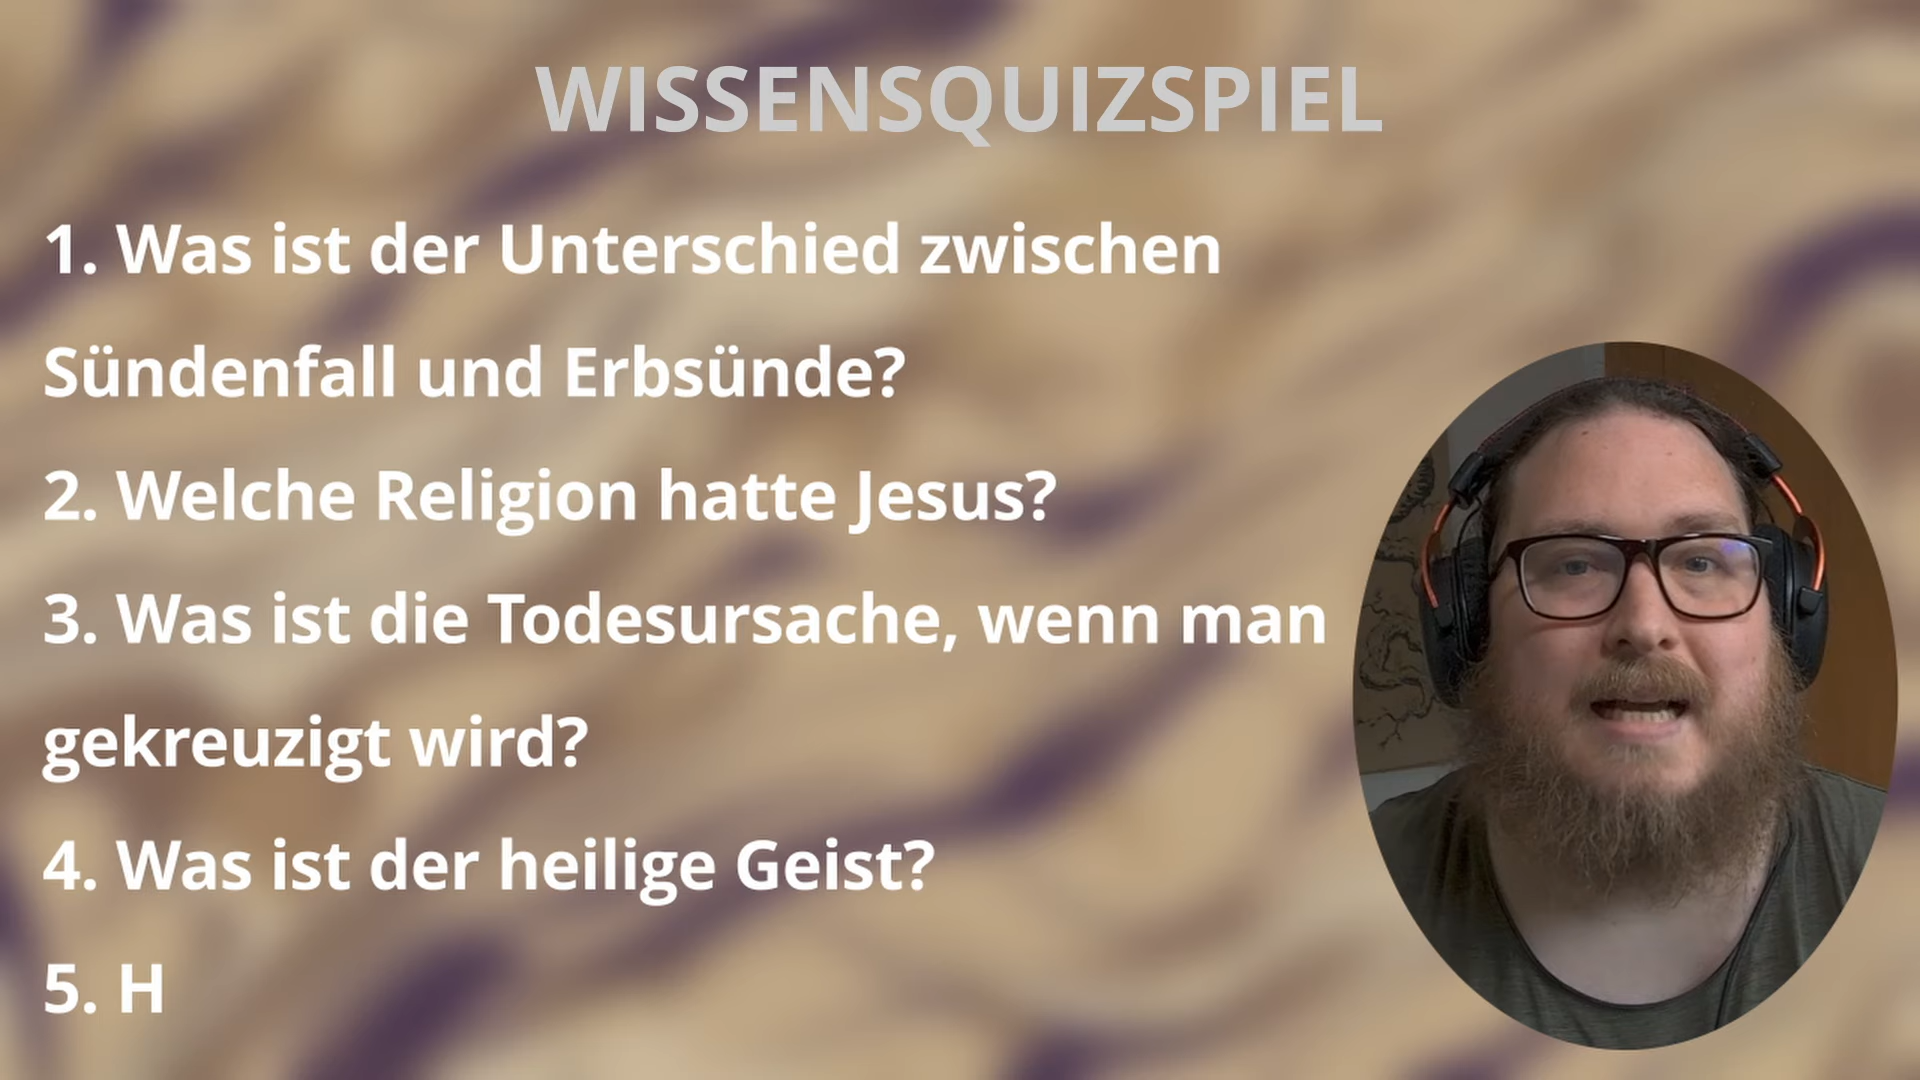 WISSENSQUIZSPIEL
1. Was ist der Unterschied zwischen
Sündenfall und Erbsünde?
2. Welche Religion hatte Jesus?
3. Was ist die Todesursache, wenn man
gekreuzigt wird?
4. Was ist der heilige Geist?
5. H